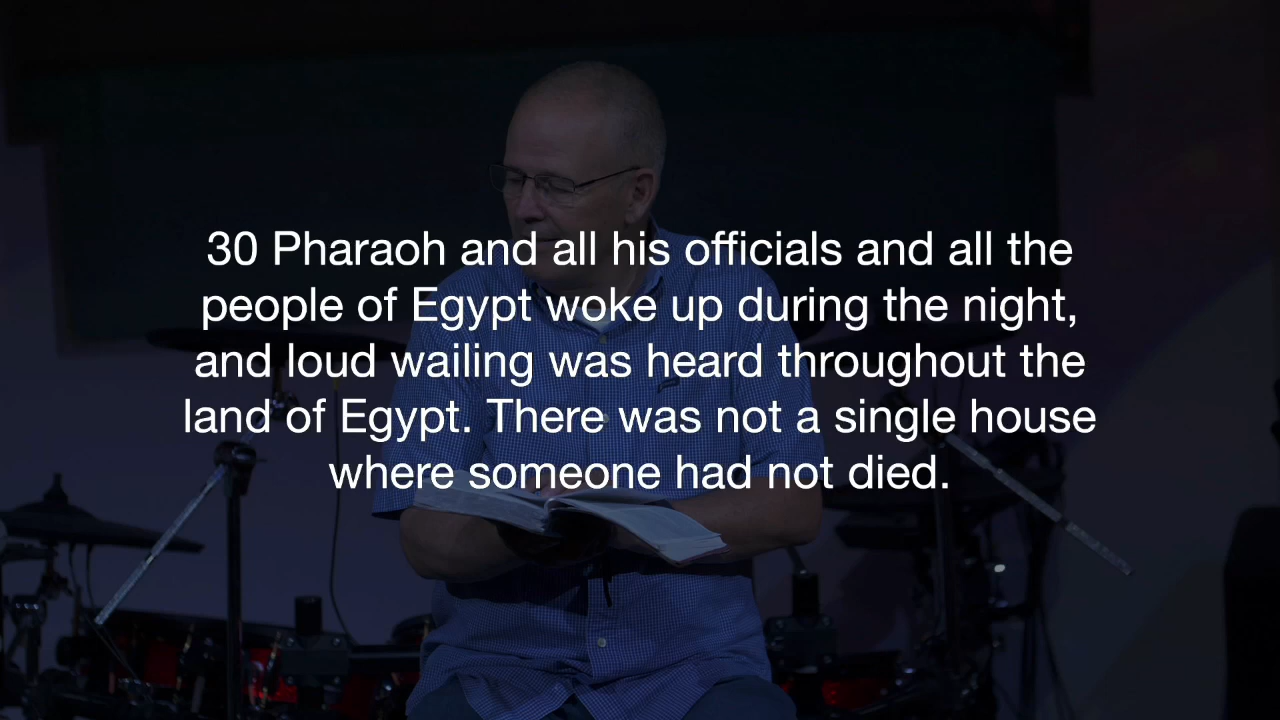 30 Pharaoh and all his officials and all the
people of Egypt woke up during the night,
and loud wailing was heard throughout the
land of Egypt. There was not a single house
where someone had not died.